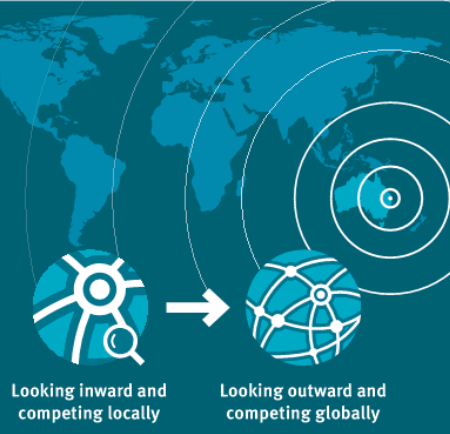 Looking inward and
competing locally
Looking outward and
competing globally